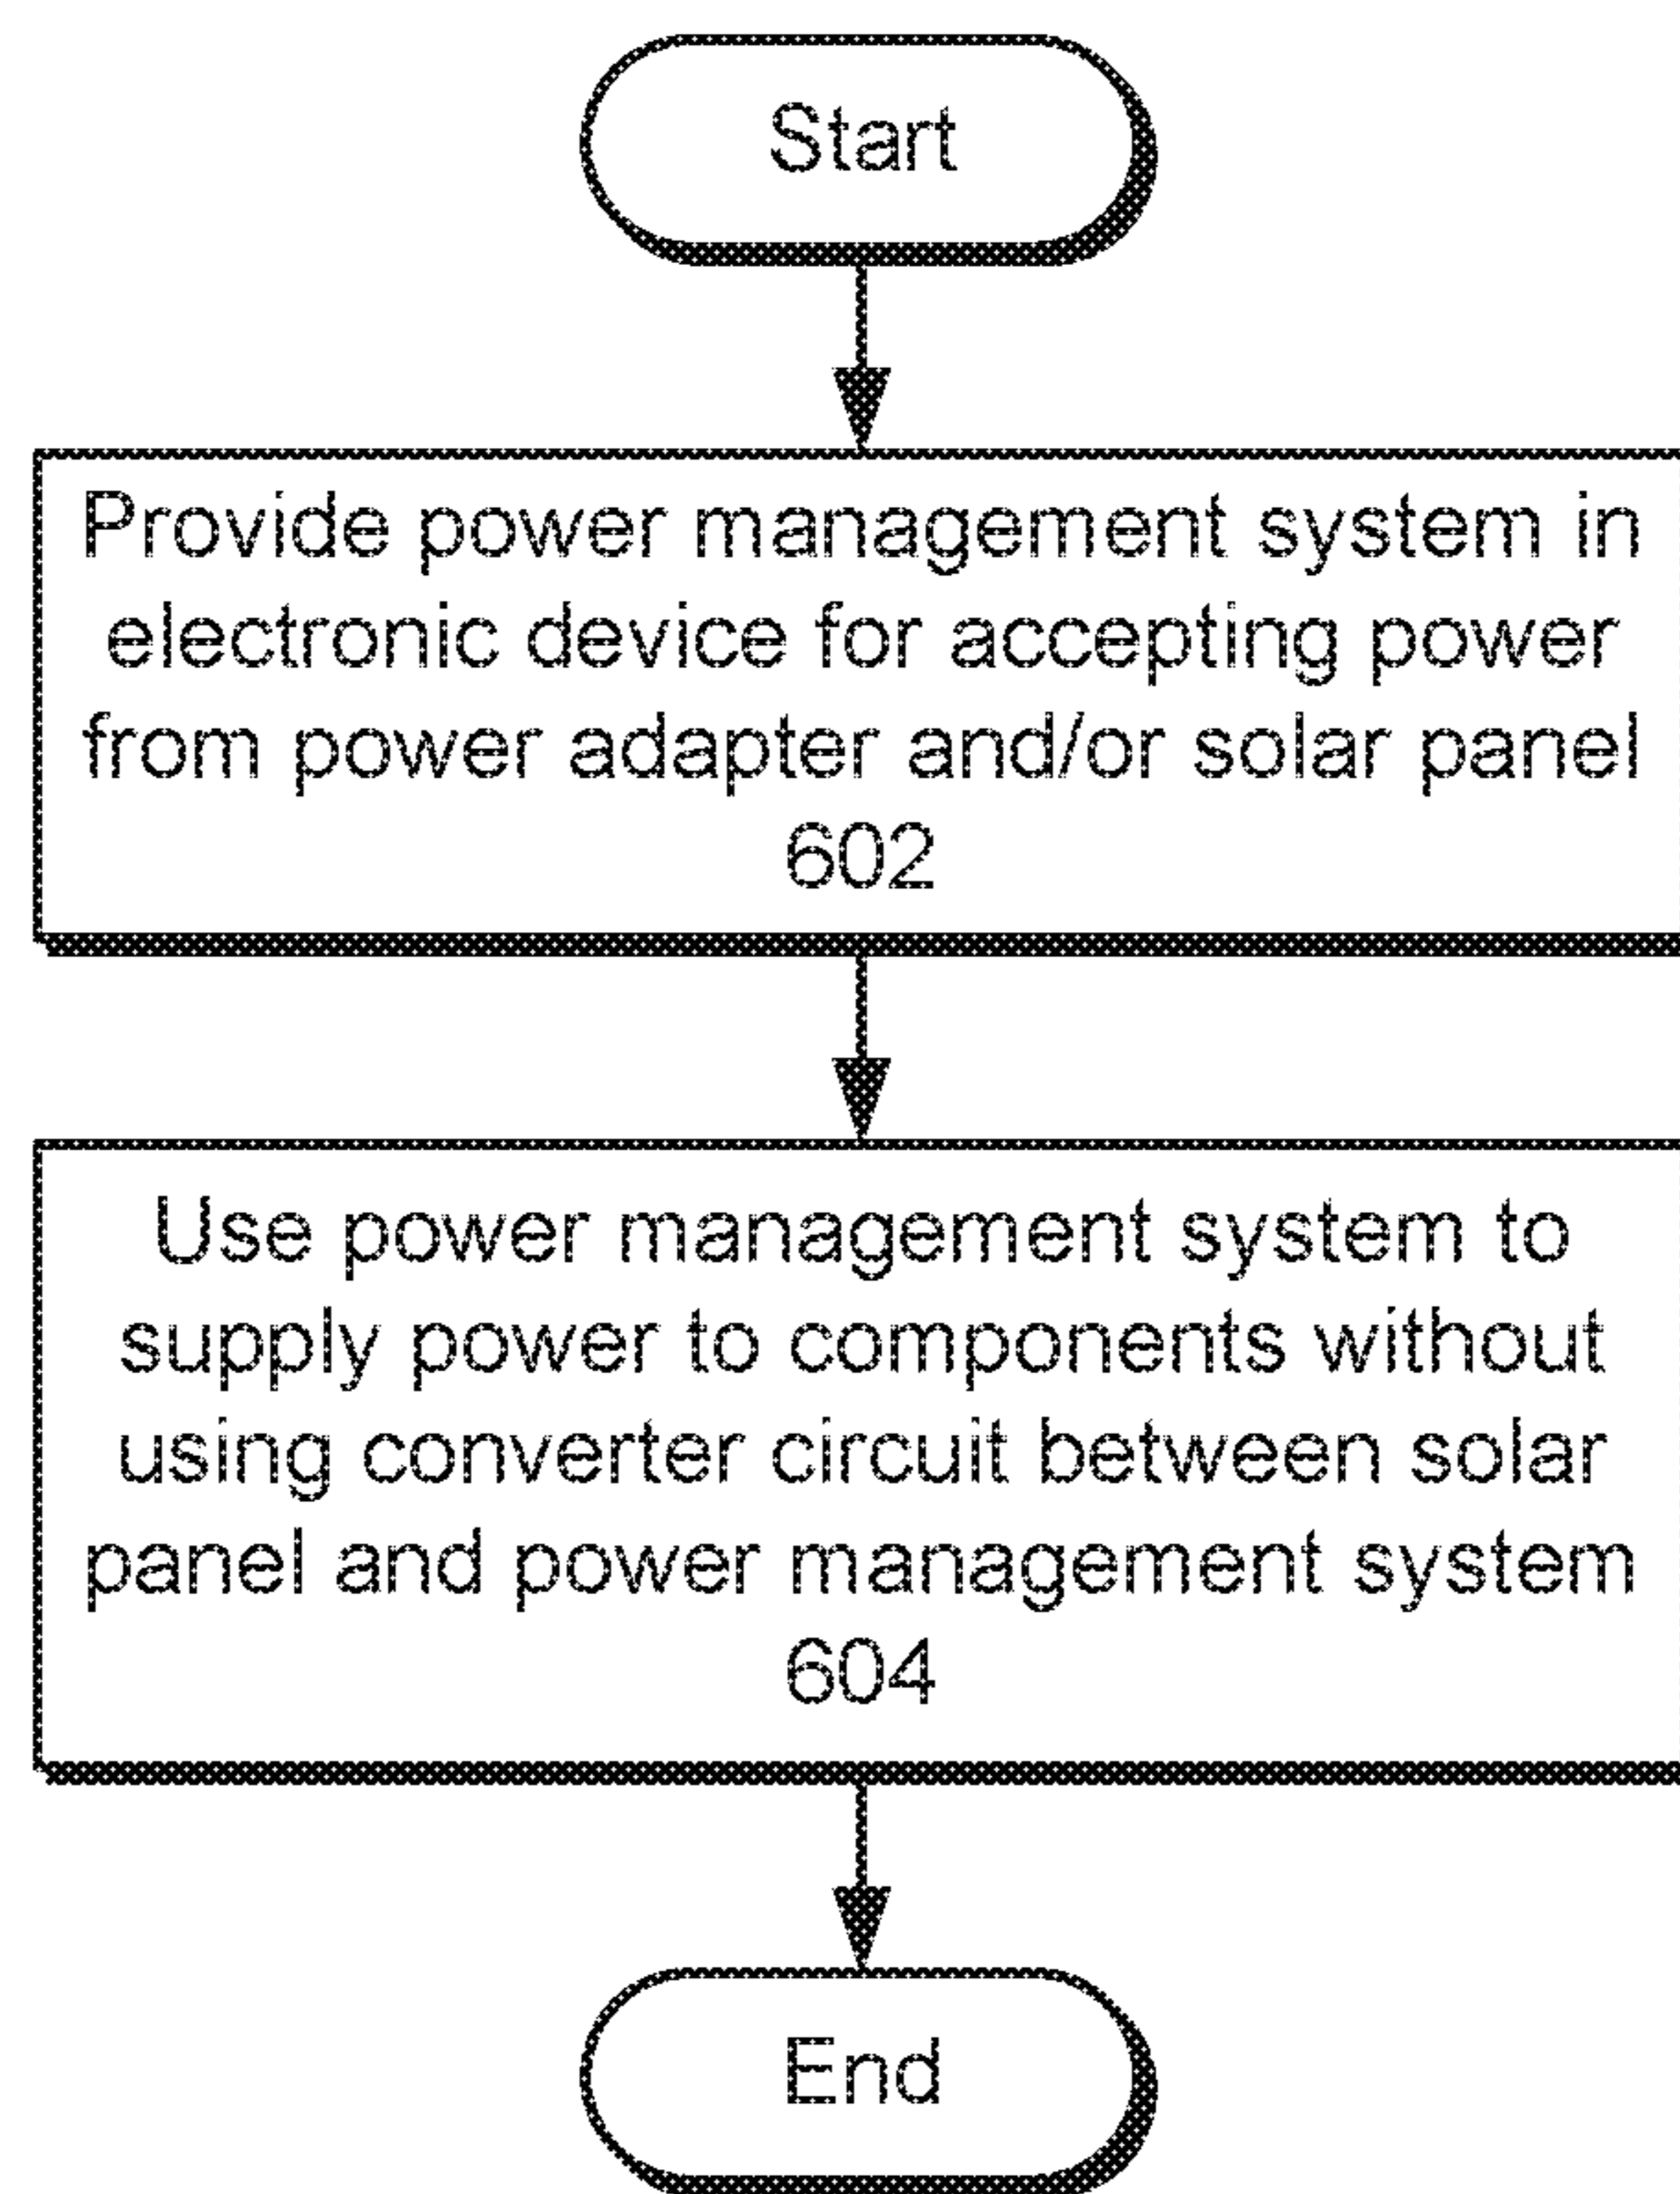 Start
Provide power management system in
electronic device for accepting power
from power adapter and/or solar panel
602
Use power management system to
supply power to components without
using converter circuit between solar
panel and power management system
604
End